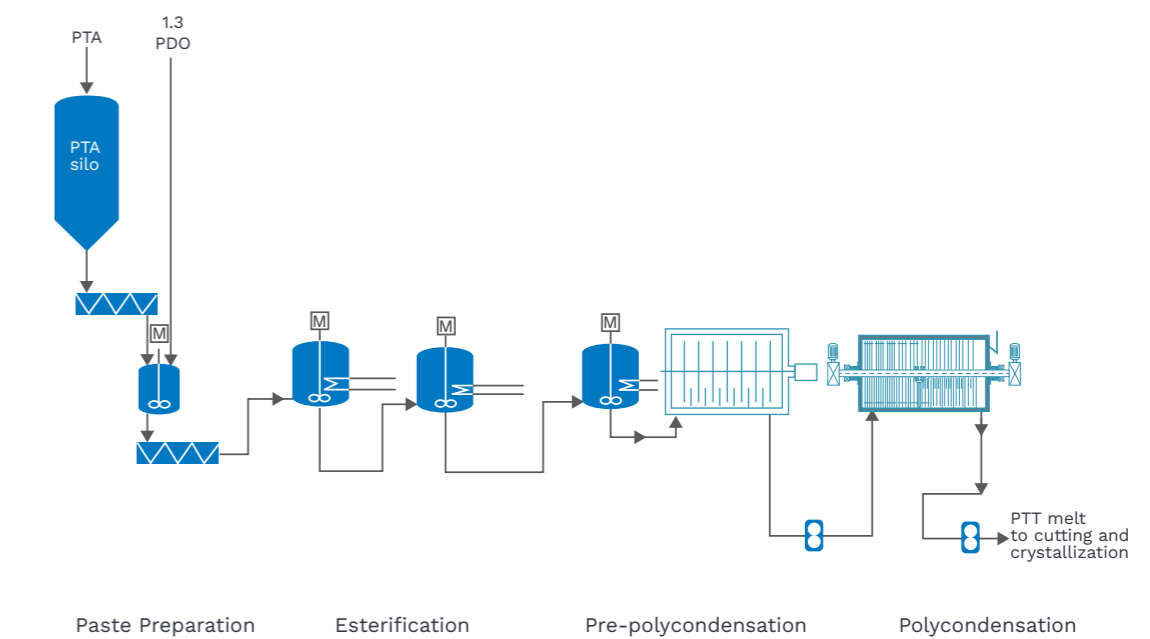 1.3
PTA
PDO
PTA
silo
M
M
M
M
M
M
M
PTT melt
to cutting and
crystallization
Paste Preparation
Esterification
Pre-polycondensation
Polycondensation